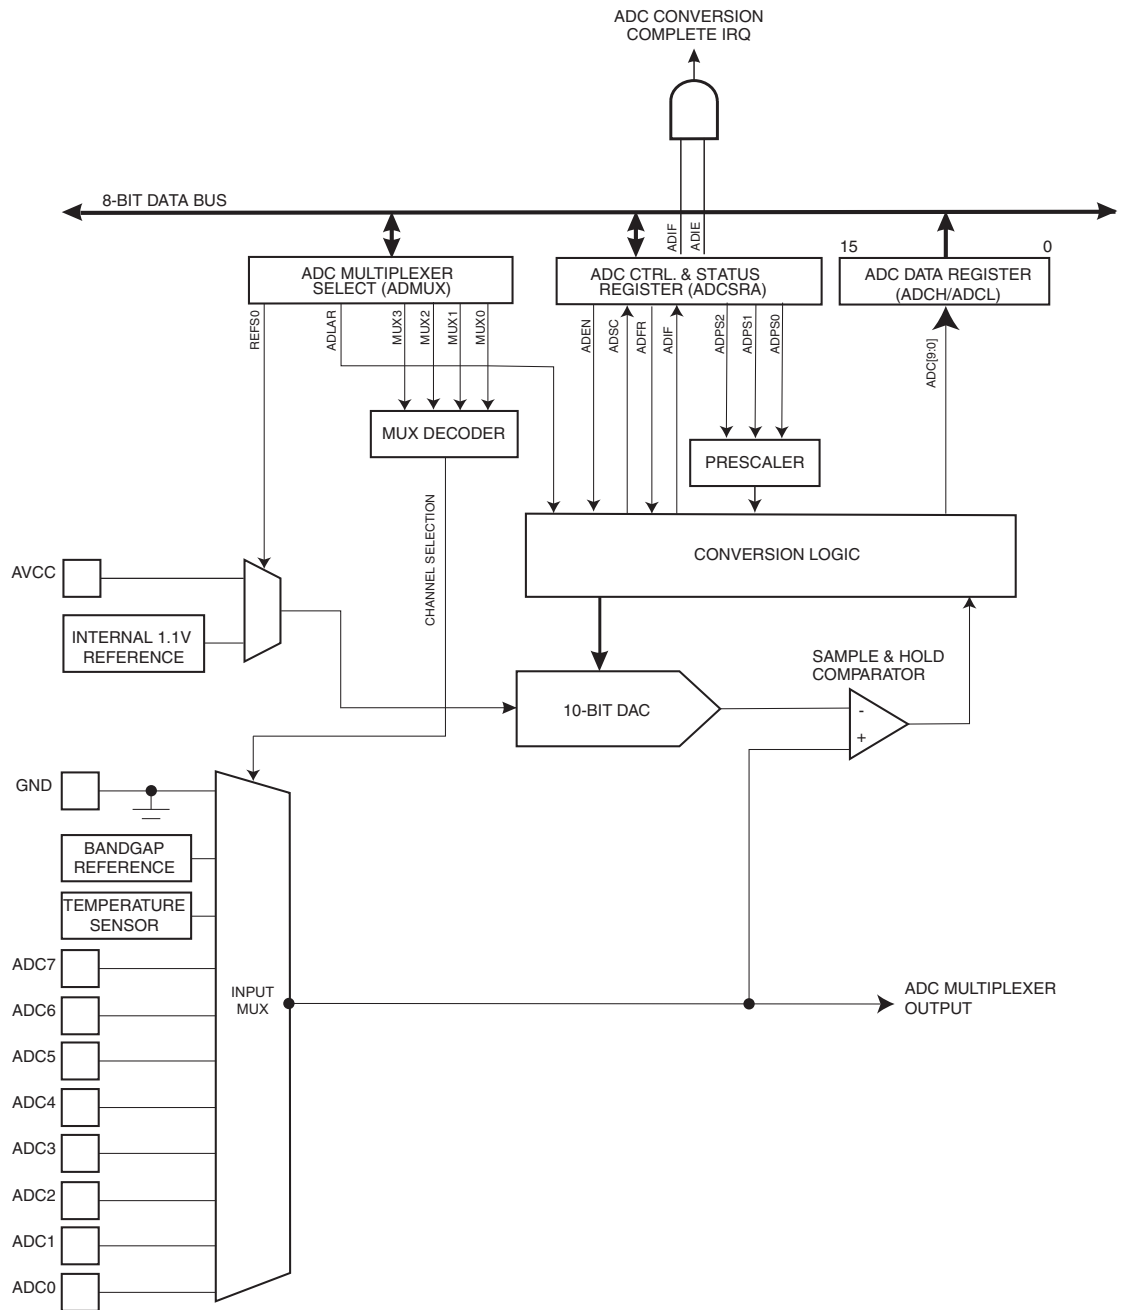 ADC CONVERSION
COMPLETE IRQ
8-BIT DATA BUS
ADIF
ADIE
15
0
ADC MULTIPLEXER
SELECT (ADMUX)
ADC CTRL. & STATUS
REGISTER (ADCSRA)
ADC DATA REGISTER
(ADCH/ADCL)
REFS0
ADLAR
MUX3
MUX2
MUX1
MUX0
ADEN
ADSC
ADFR
ADIF
ADPS2
ADPS1
ADPS0
ADC[9:0]
MUX DECODER
PRESCALER
CHANNEL SELECTION
CONVERSION LOGIC
AVCC
INTERNAL 1.1V
REFERENCE
SAMPLE & HOLD
COMPARATOR
10-BIT DAC
-
+
GND
BANDGAP
REFERENCE
TEMPERATURE
SENSOR
ADC7
ADC6
ADC5
ADC4
ADC3
ADC2
ADC1
ADC0
INPUT
MUX
ADC MULTIPLEXER
OUTPUT